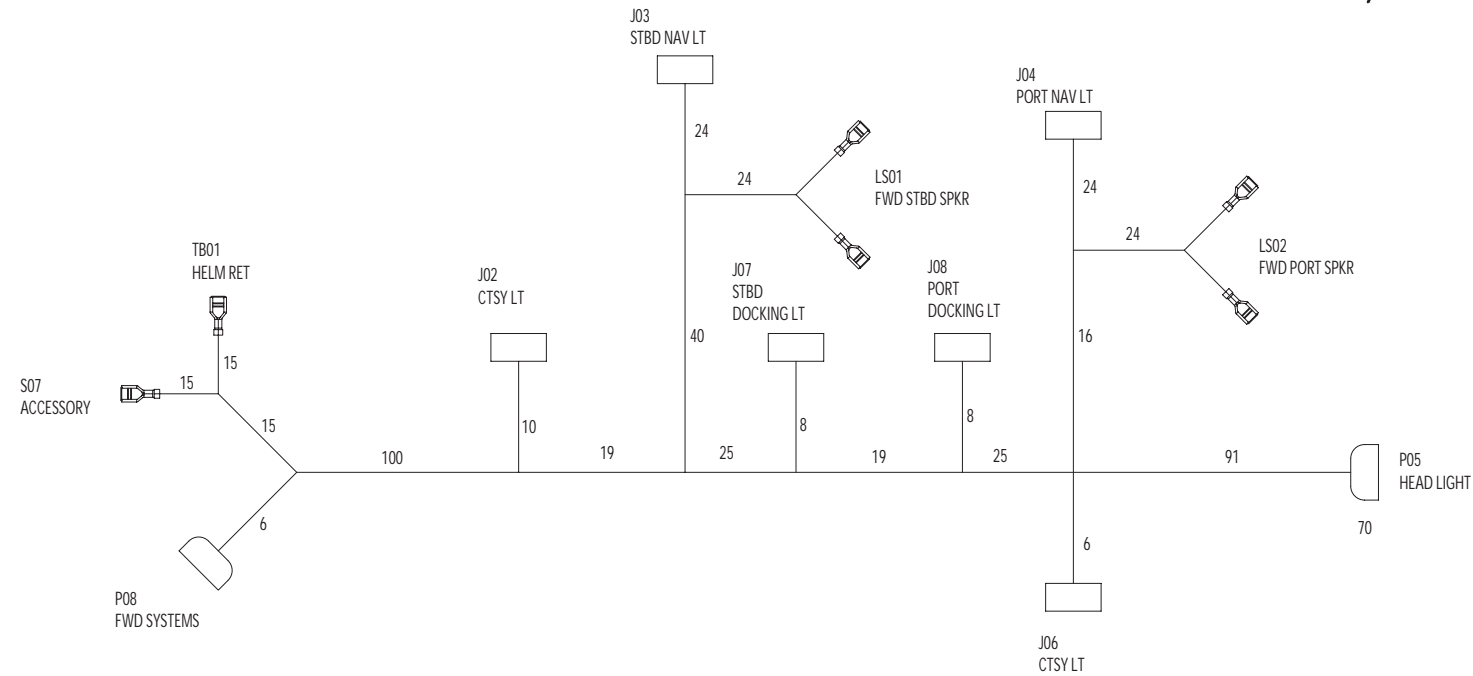 J03
STBD NAV LT
J04
PORT NAV LT
24
24
LS01
FWD STBD SPKR
24
24
LS02
FWD PORT SPKR
TB01
HELM RET
J02
CTSY LT
J07
STBD
DOCKING LT
J08
PORT
DOCKING LT
40
16
15
15
S07
ACCESSORY
15
10
8
8
100
19
25
19
25
91
P05
HEAD LIGHT
70
6
6
P08
FWD SYSTEMS
J06
CTSY LT